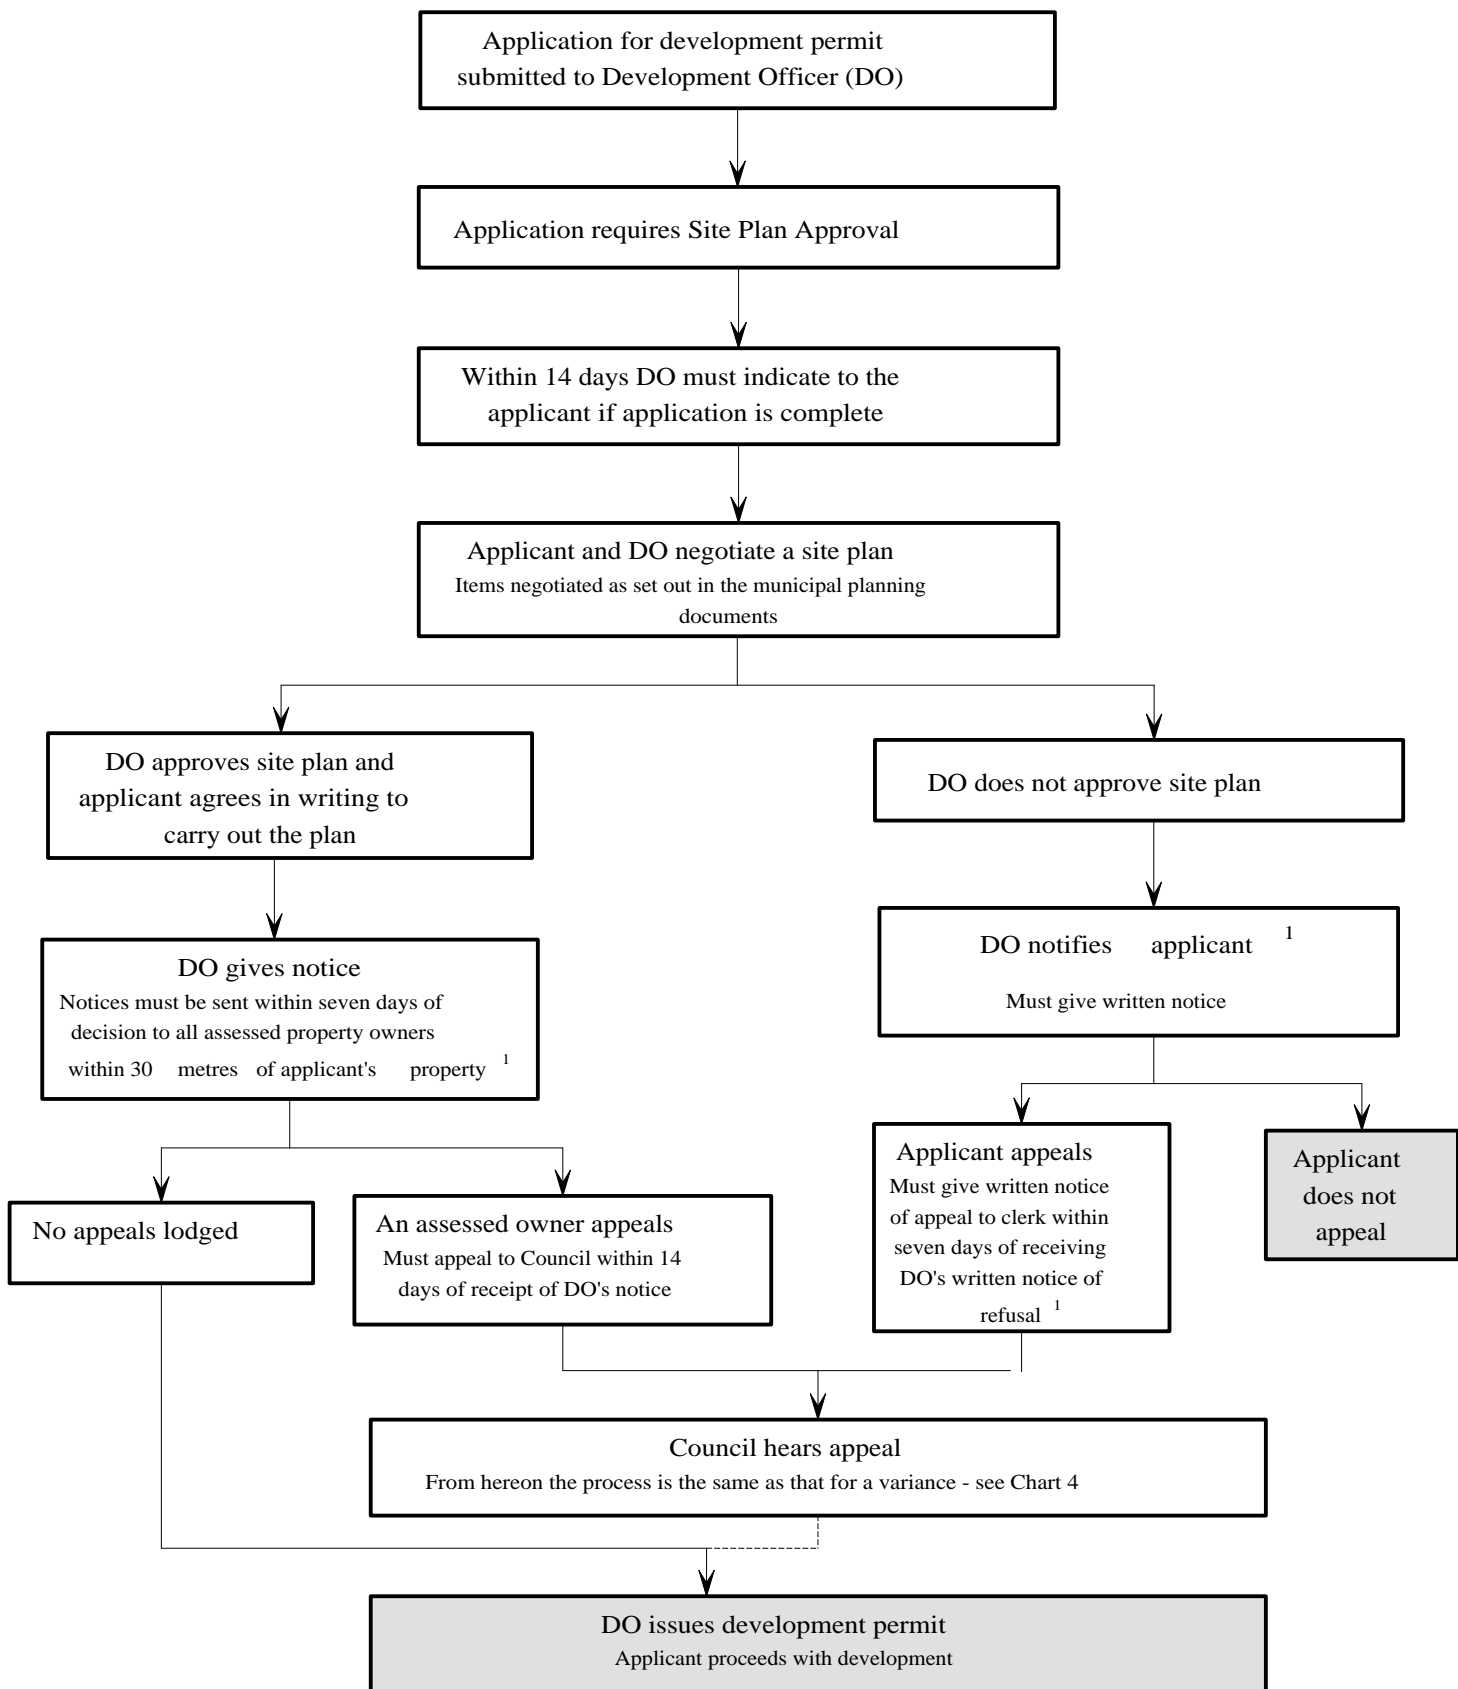 Application for development permit
submitted to Development Officer (DO)
Application requires Site Plan Approval
Within 14 days DO must indicate to the
applicant if application is complete
Applicant and DO negotiate a site plan
Items negotiated as set out in the municipal planning
documents
DO approves site plan and
applicant agrees in writing to
carry out the plan
DO does not approve site plan
DO gives notice
Notices must be sent within seven days of
decision to all assessed property owners
within 30 metres of applicant's property 1
DO notifies applicant 1
Must give written notice
No appeals lodged
An assessed owner appeals
Must appeal to Council within 14
days of receipt of DO's notice
Applicant appeals
Must give written notice
of appeal to clerk within
seven days of receiving
DO's written notice of
refusal 1
Applicant
does not
appeal
Council hears appeal
From hereon the process is the same as that for a variance - see Chart 4
DO issues development permit
Applicant proceeds with development